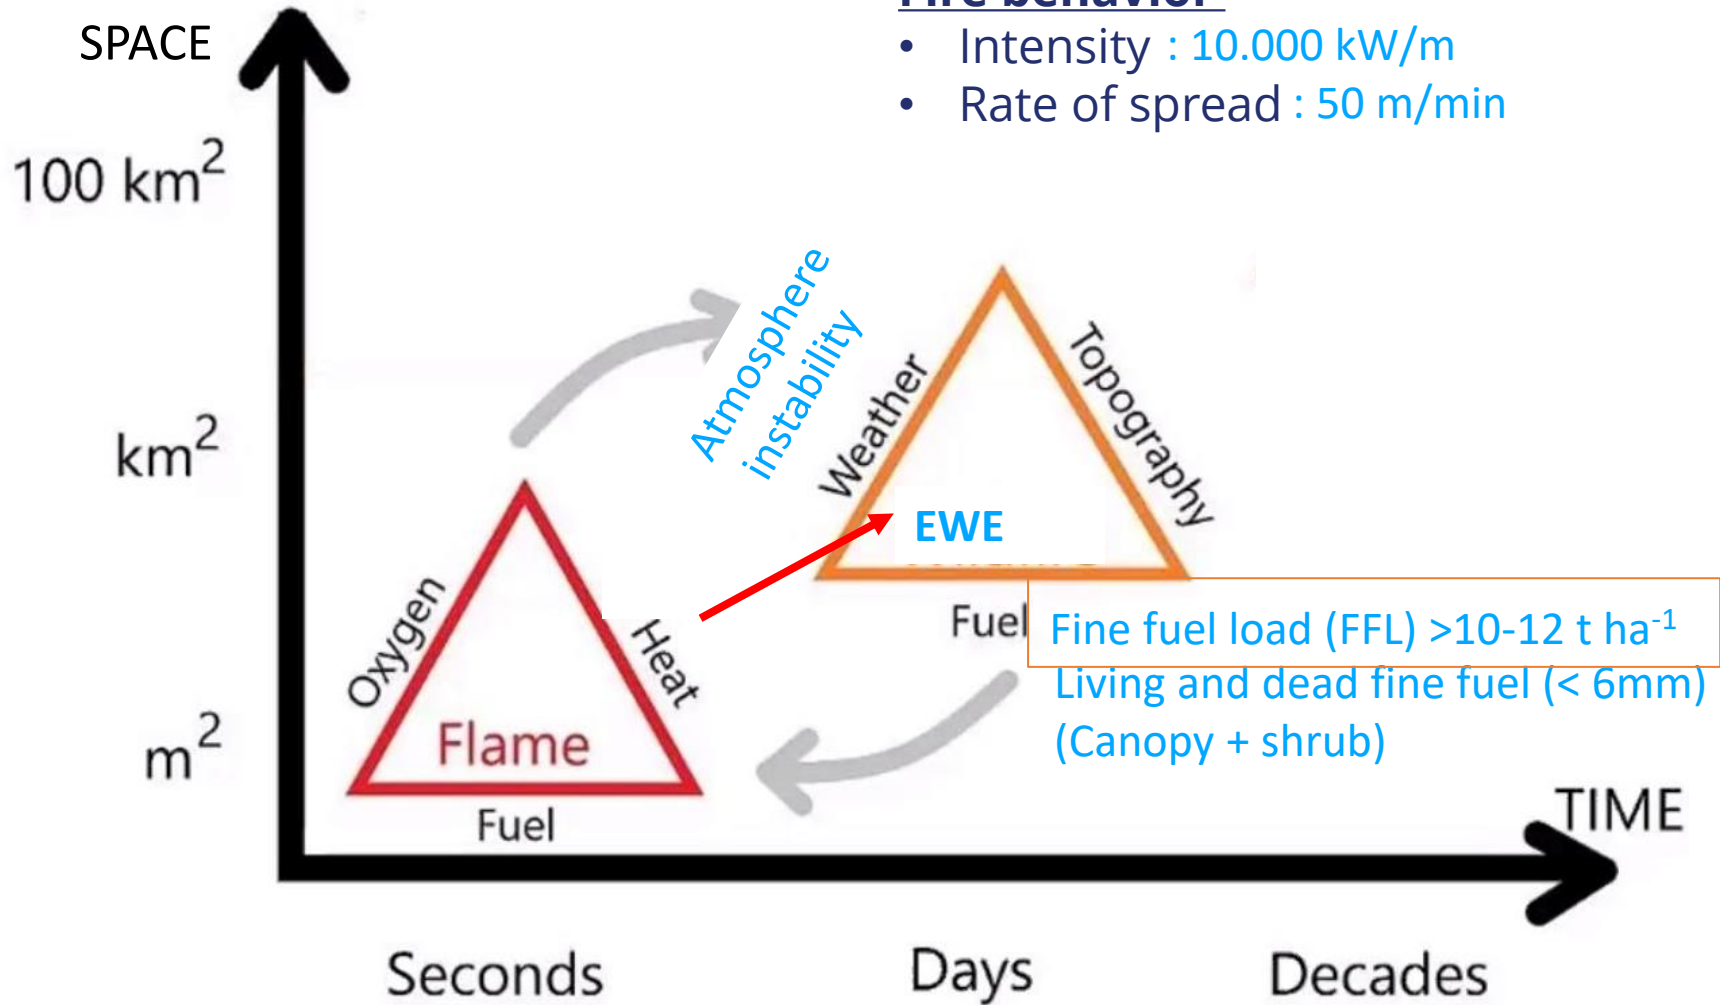 Fire behavior
SPACE
• Intensity : 10.000 kW/m
• Rate of spread : 50 m/min
100 km²
Atmosphere
instability
Weather
Topography
km²
EWE
Oxygen
Heat
Fuel
Fine fuel load (FFL) >10-12 t ha⁻¹
Living and dead fine fuel (< 6mm)
(Canopy + shrub)
m²
Flame
Fuel
TIME
Seconds
Days
Decades